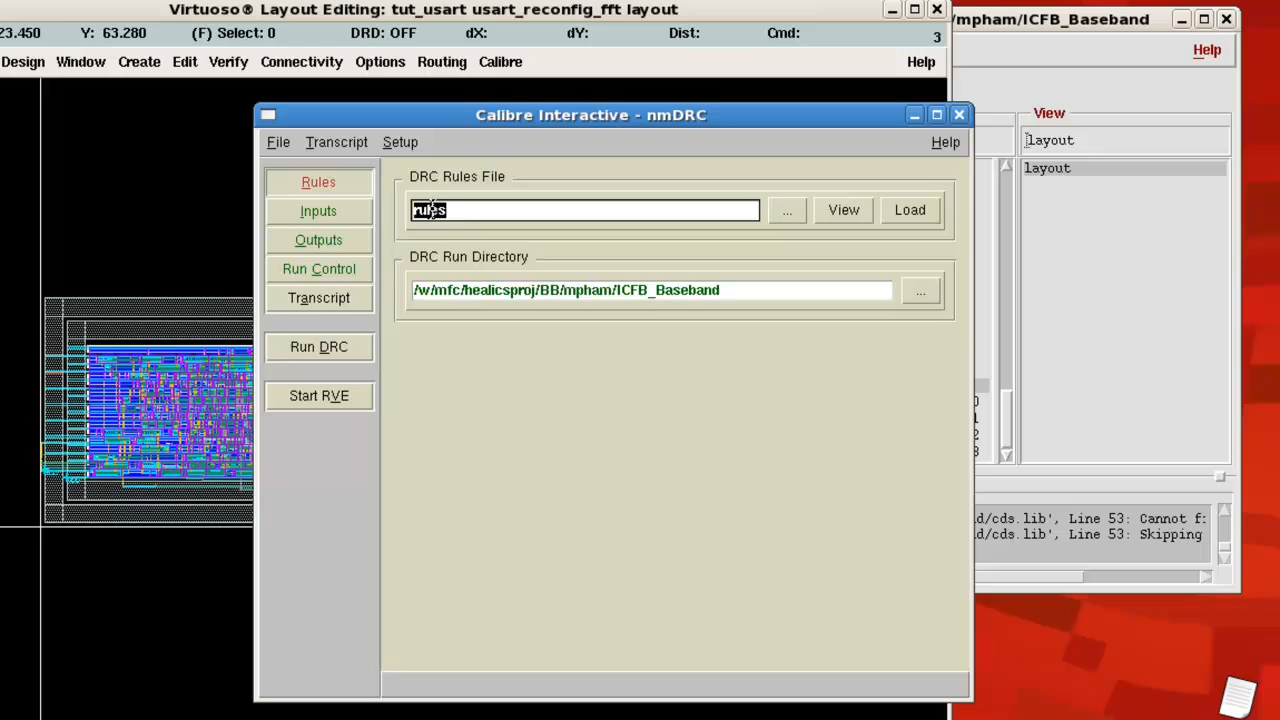 Virtuoso® Layout Editing: tut_usart usart_reconfig_fft layout
23.450 Y: 63.280 (F) Select: 0 DRD: OFF dX: dY: Dist: Cmd: 3
Design Window Create Edit Verify Connectivity Options Routing Calibre Help
/mpham/ICFB_Baseband
Help
View
layout
layout
Calibre Interactive - nmDRC
File Transcript Setup Help
Rules
Inputs
Outputs
Run Control
Transcript
Run DRC
Start RVE
DRC Rules File
rules ... View Load
DRC Run Directory
/w/mfc/healicsproj/BB/mpham/ICFB_Baseband ...
0
1
2
3
d/cds.lib', Line 53: Cannot f
d/cds.lib', Line 53: Skipping